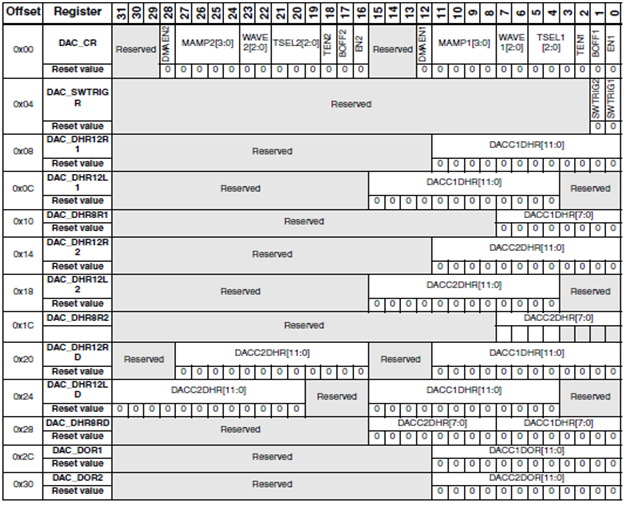 Offset Register 31 30 29 28 27 26 25 24 23 22 21 20 19 18 17 16 15 14 13 12 11 10 9 8 7 6 5 4 3 2 1 0
0x00 DAC_CR Reserved DMAEN2 MAMP2[3:0] WAVE 2[2:0] TSEL2[2:0] TEN2 BOFF2 EN2 Reserved DMAEN1 MAMP1[3:0] WAVE 1[2:0] TSEL1 [2:0] TEN1 BOFF1 EN1
Reset value 0 0 0 0 0 0 0 0 0 0 0 0 0 0 0 0 0 0 0 0 0 0 0 0 0 0
0x04 DAC_SWTRIG R Reserved SWTRIG2 SWTRIG1
Reset value 0 0
0x08 DAC_DHR12R 1 Reserved DACC1DHR[11:0]
Reset value 0 0 0 0 0 0 0 0 0 0 0 0
0x0C DAC_DHR12L 1 Reserved DACC1DHR[11:0] Reserved
Reset value 0 0 0 0 0 0 0 0 0 0 0 0
0x10 DAC_DHR8R1 Reserved DACC1DHR[7:0]
Reset value 0 0 0 0 0 0 0 0
0x14 DAC_DHR12R 2 Reserved DACC2DHR[11:0]
Reset value 0 0 0 0 0 0 0 0 0 0 0 0
0x18 DAC_DHR12L 2 Reserved DACC2DHR[11:0] Reserved
Reset value 0 0 0 0 0 0 0 0 0 0 0 0
0x1C DAC_DHR8R2 Reserved DACC2DHR[7:0]
0x20 DAC_DHR12R D Reserved DACC2DHR[11:0] Reserved DACC1DHR[11:0]
Reset value 0 0 0 0 0 0 0 0 0 0 0 0 0 0 0 0 0 0 0 0 0 0 0 0
0x24 DAC_DHR12L D DACC2DHR[11:0] Reserved DACC1DHR[11:0] Reserved
Reset value 0 0 0 0 0 0 0 0 0 0 0 0 0 0 0 0 0 0 0 0 0 0 0 0
0x28 DAC_DHR8RD Reserved DACC2DHR[7:0] DACC1DHR[7:0]
Reset value 0 0 0 0 0 0 0 0 0 0 0 0 0 0 0 0
0x2C DAC_DOR1 Reserved DACC1DOR[11:0]
Reset value 0 0 0 0 0 0 0 0 0 0 0 0
0x30 DAC_DOR2 Reserved DACC2DOR[11:0]
Reset value 0 0 0 0 0 0 0 0 0 0 0 0